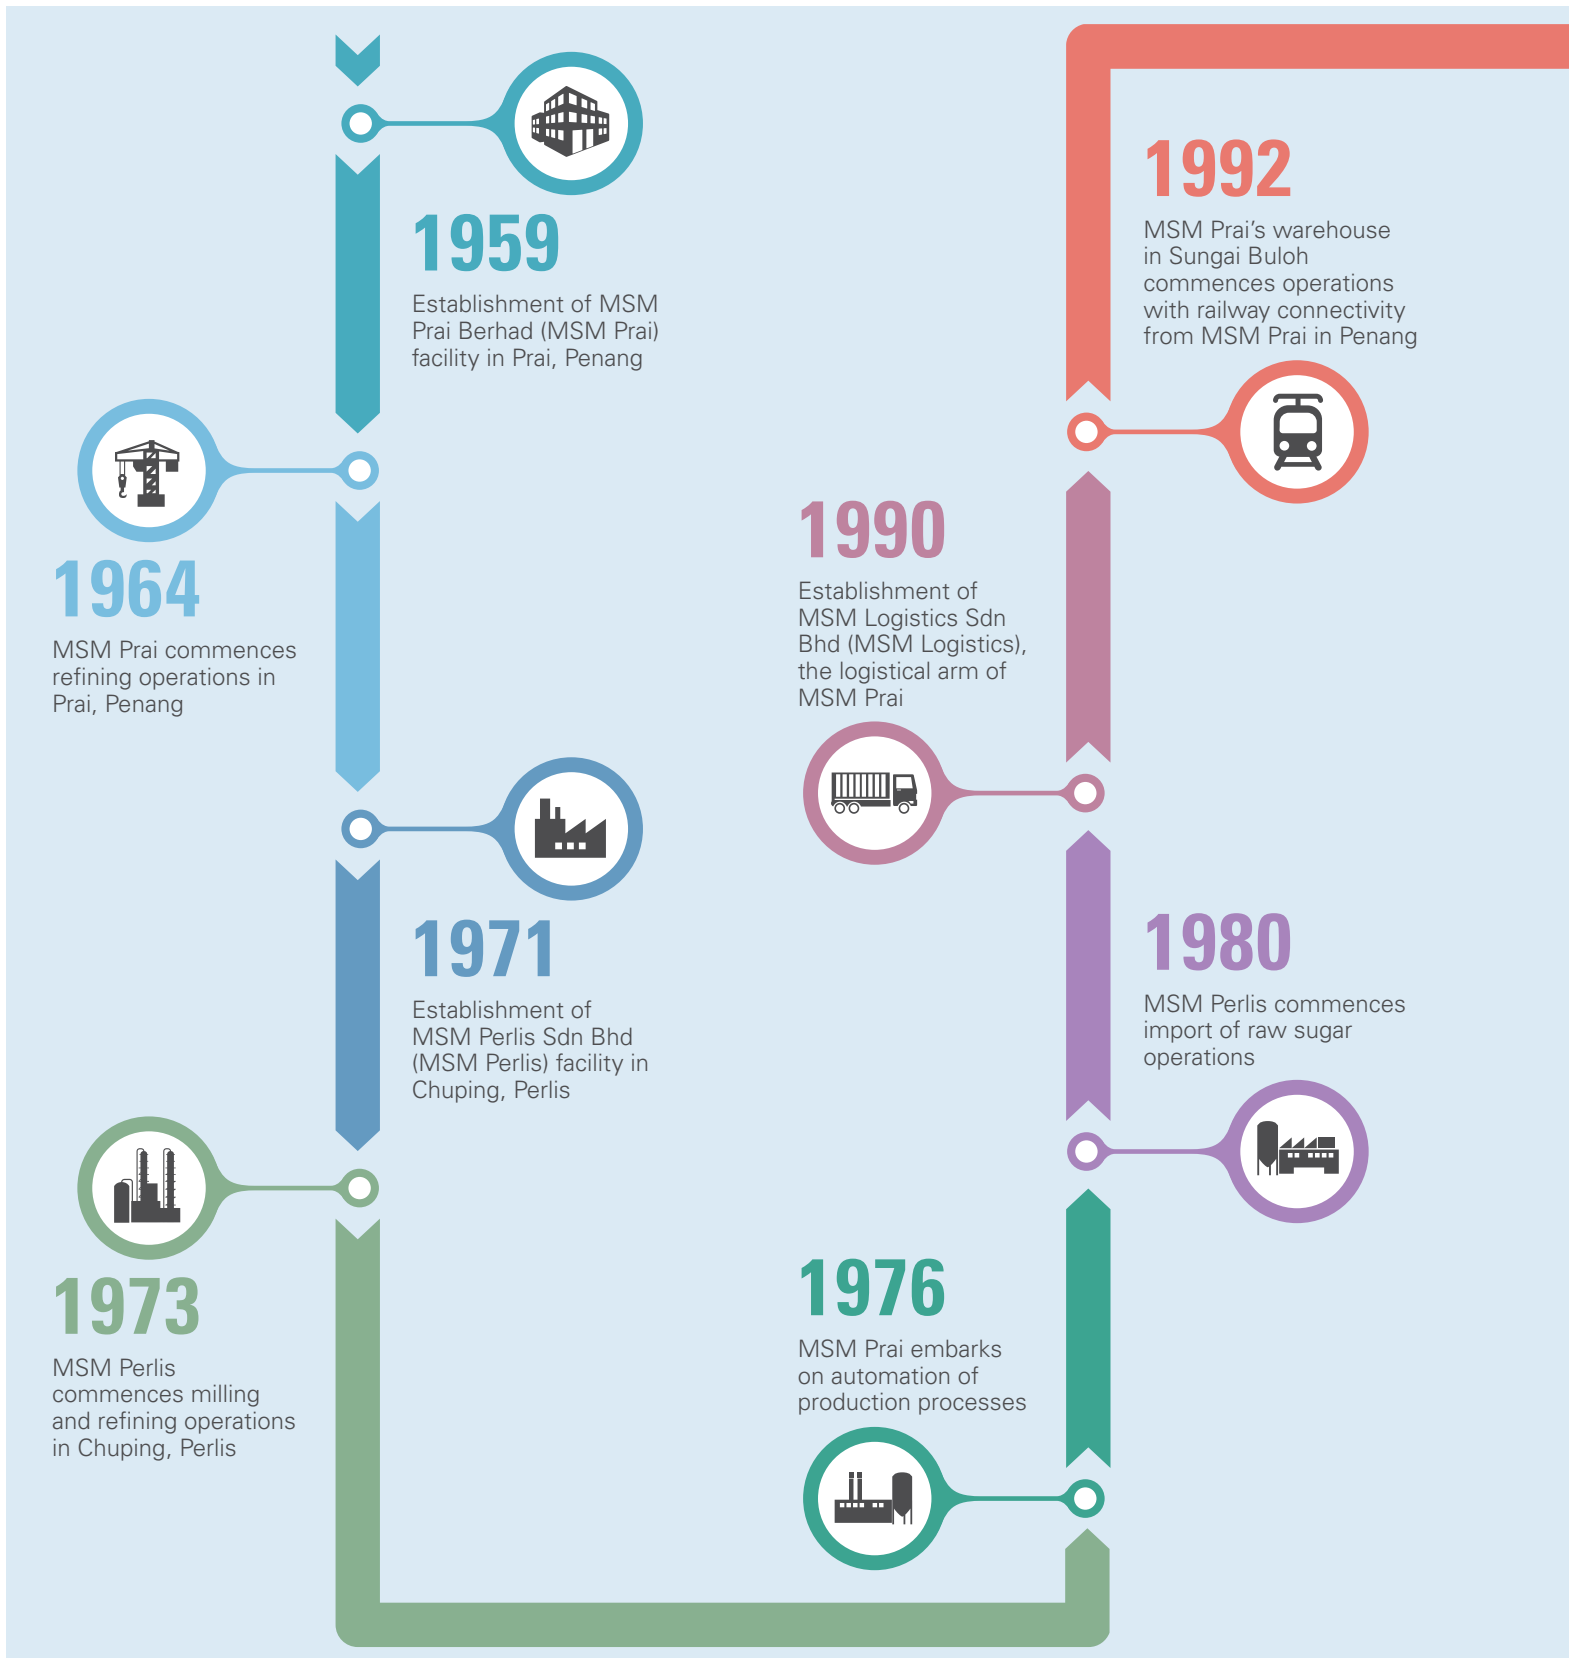 1959
Establishment of MSM
Prai Berhad (MSM Prai)
facility in Prai, Penang
1964
MSM Prai commences
refining operations in
Prai, Penang
1971
Establishment of
MSM Perlis Sdn Bhd
(MSM Perlis) facility in
Chuping, Perlis
1973
MSM Perlis
commences milling
and refining operations
in Chuping, Perlis
1976
MSM Prai embarks
on automation of
production processes
1980
MSM Perlis commences
import of raw sugar
operations
1990
Establishment of
MSM Logistics Sdn
Bhd (MSM Logistics),
the logistical arm of
MSM Prai
1992
MSM Prai’s warehouse
in Sungai Buloh
commences operations
with railway connectivity
from MSM Prai in Penang